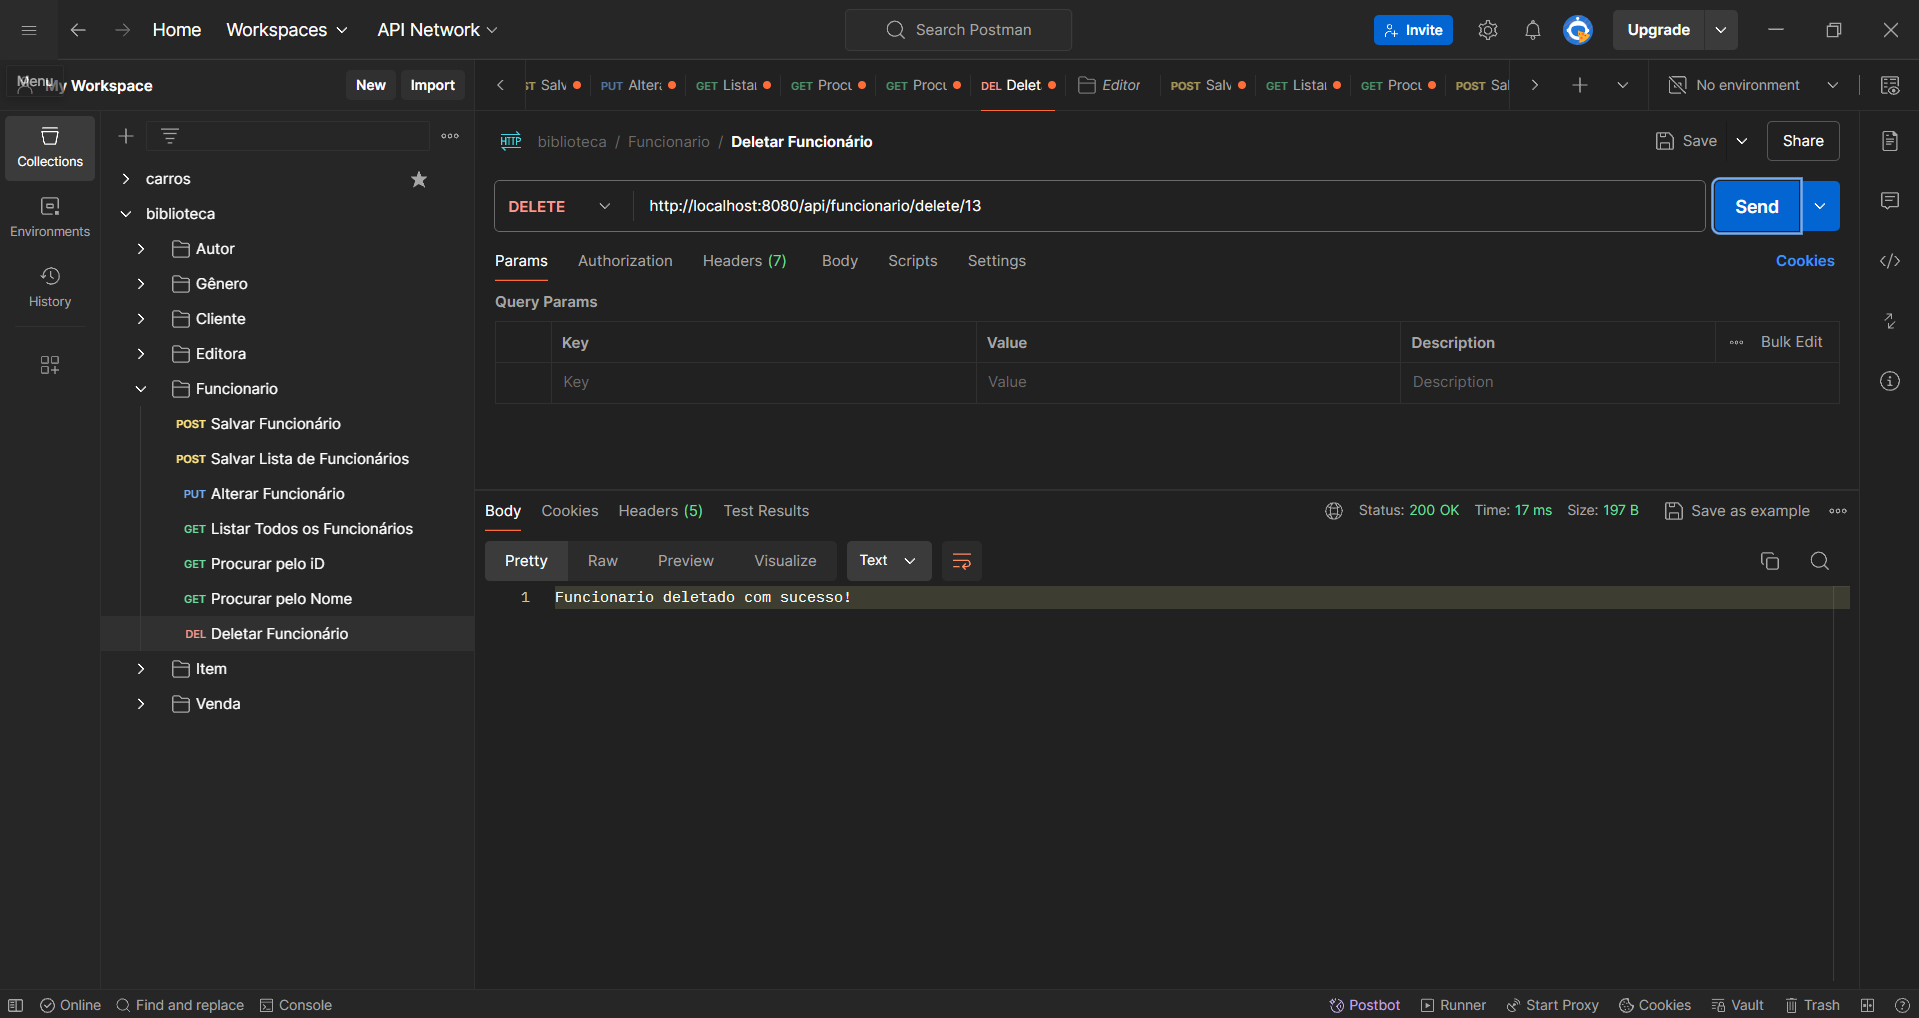 Home Workspaces API Network Search Postman Invite Upgrade
Menu
My Workspace New Import
Salv PUT Altera GET Listar GET Procu GET Procu DEL Delet Editor POST Salv GET Listar GET Procu POST Sal No environment
Collections
Environments
History
carros
biblioteca
Autor
Gênero
Cliente
Editora
Funcionario
POST Salvar Funcionário
POST Salvar Lista de Funcionários
PUT Alterar Funcionário
GET Listar Todos os Funcionários
GET Procurar pelo iD
GET Procurar pelo Nome
DEL Deletar Funcionário
Item
Venda
HTTP biblioteca / Funcionario / Deletar Funcionário Save Share
DELETE http://localhost:8080/api/funcionario/delete/13 Send
Params Authorization Headers (7) Body Scripts Settings Cookies
Query Params
Key Value Description Bulk Edit
Key Value Description
Body Cookies Headers (5) Test Results Status: 200 OK Time: 17 ms Size: 197 B Save as example
Pretty Raw Preview Visualize Text
1 Funcionario deletado com sucesso!
Online Find and replace Console Postbot Runner Start Proxy Cookies Vault Trash